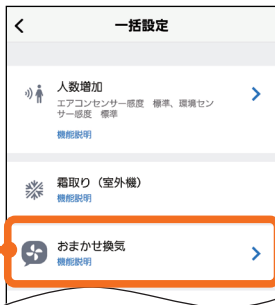 一括設定
人数増加
エアコンセンサー感度 標準、環境セン
サー感度 標準
機能説明
霜取り(室外機)
機能説明
おまかせ換気
機能説明